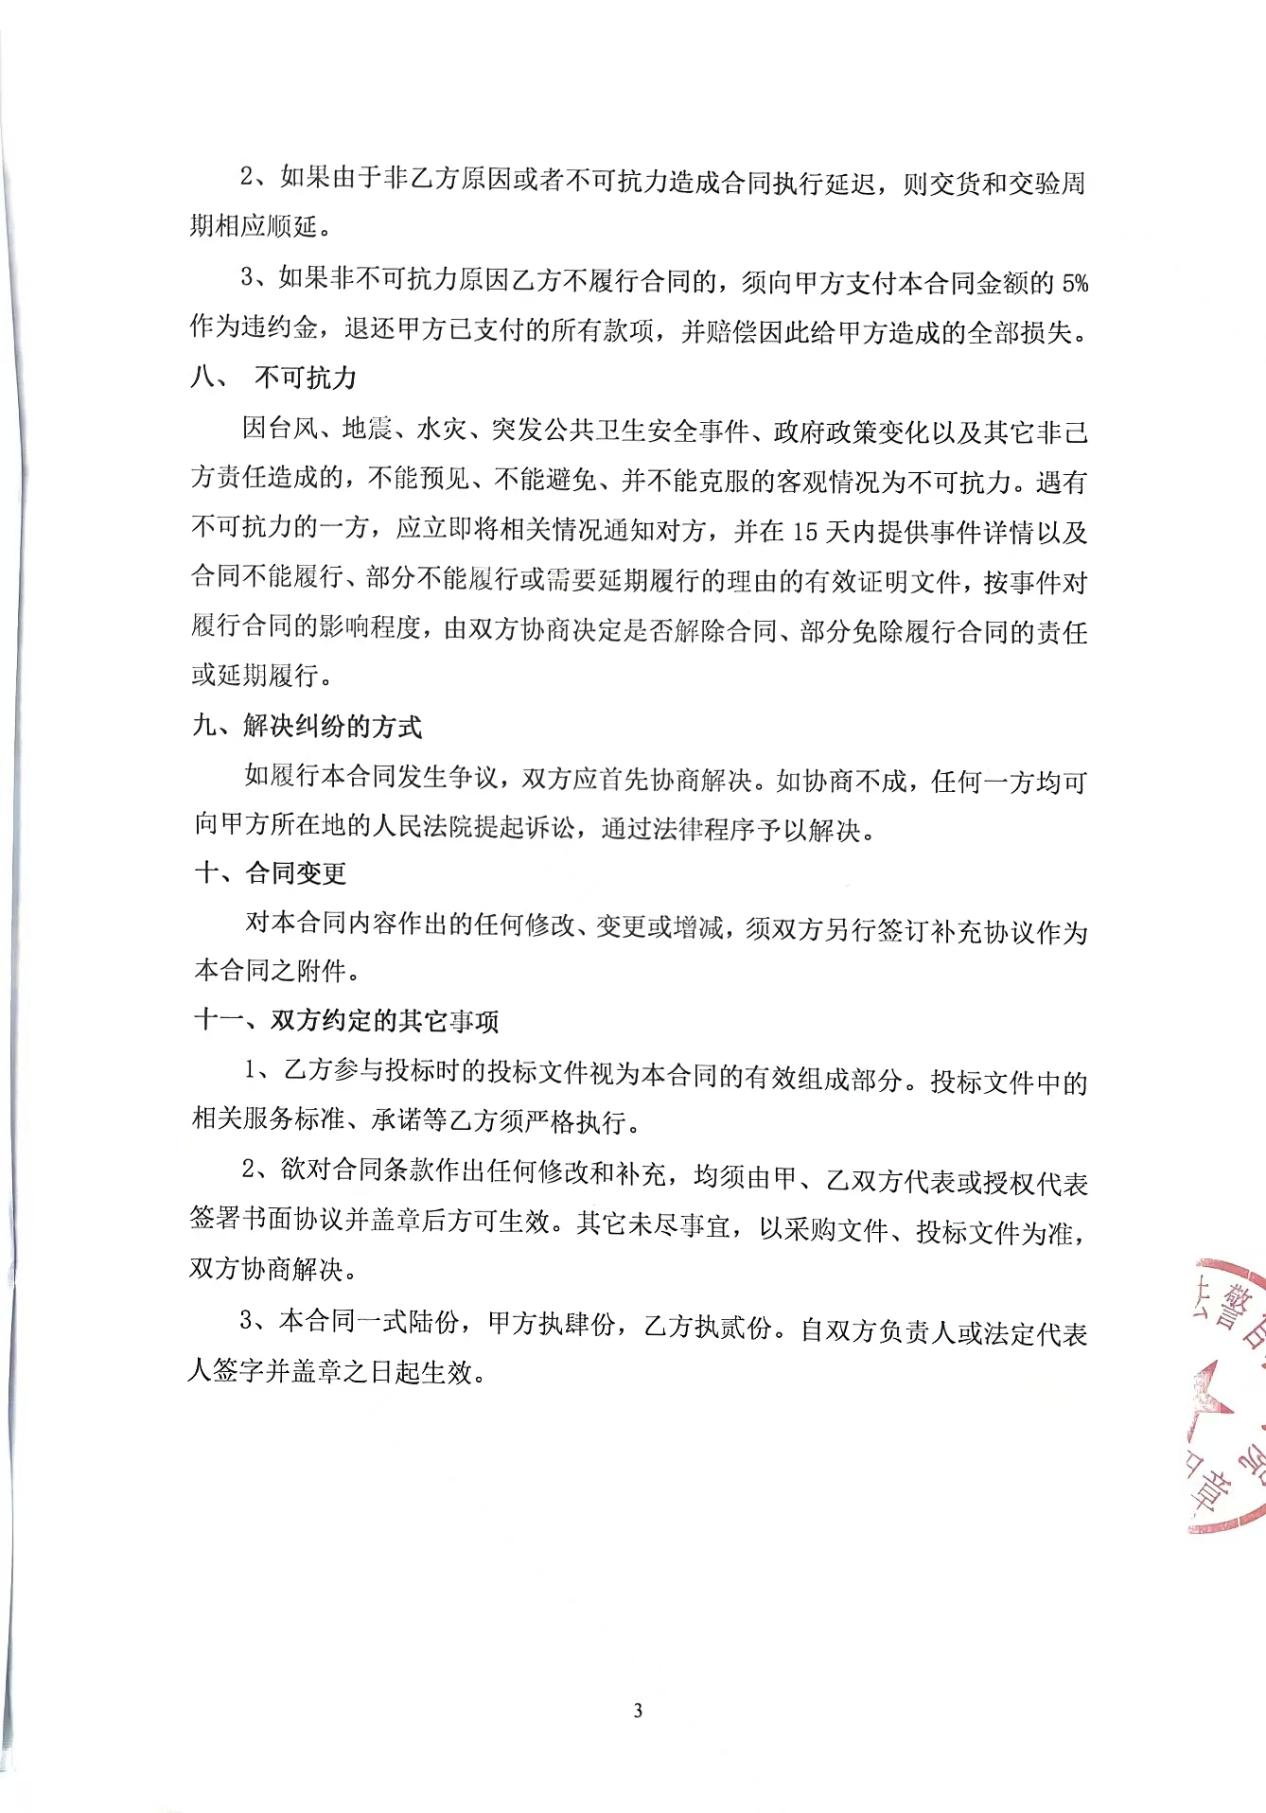 2、如果由于非乙方原因或者不可抗力造成合同执行延迟，则交货和交验周
期相应顺延。
3、如果非不可抗力原因乙方不履行合同的，须向甲方支付本合同金额的 5%
作为违约金，退还甲方已支付的所有款项，并赔偿因此给甲方造成的全部损失。
八、 不可抗力
因台风、地震、水灾、突发公共卫生安全事件、政府政策变化以及其它非己
方责任造成的，不能预见、不能避免、并不能克服的客观情况为不可抗力。遇有
不可抗力的一方，应立即将相关情况通知对方，并在 15 天内提供事件详情以及
合同不能履行、部分不能履行或需要延期履行的理由的有效证明文件，按事件对
履行合同的影响程度，由双方协商决定是否解除合同、部分免除履行合同的责任
或延期履行。
九、解决纠纷的方式
如履行本合同发生争议，双方应首先协商解决。如协商不成，任何一方均可
向甲方所在地的人民法院提起诉讼，通过法律程序予以解决。
十、合同变更
对本合同内容作出的任何修改、变更或增减，须双方另行签订补充协议作为
本合同之附件。
十一、双方约定的其它事项
1、乙方参与投标时的投标文件视为本合同的有效组成部分。投标文件中的
相关服务标准、承诺等乙方须严格执行。
2、欲对合同条款作出任何修改和补充，均须由甲、乙双方代表或授权代表
签署书面协议并盖章后方可生效。其它未尽事宜，以采购文件、投标文件为准，
双方协商解决。
3、本合同一式陆份，甲方执肆份，乙方执贰份。自双方负责人或法定代表
人签字并盖章之日起生效。
警官
院
章
3